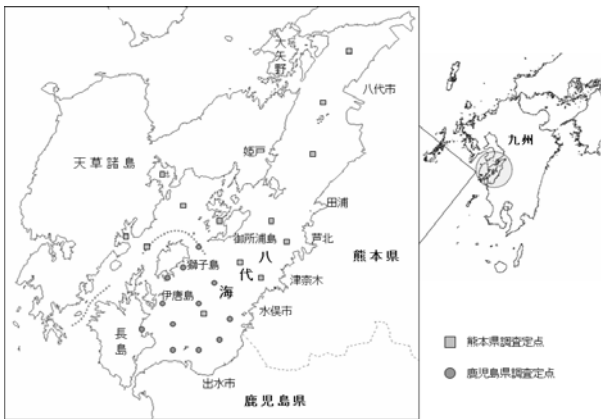 大矢野
八代市
天草諸島
姫戸
田浦
御所浦島
芦北
獅子島
八代海
津奈木
熊本県
伊唐島
水俣市
長島
出水市
鹿児島県
九州
熊本県調査定点
鹿児島県調査定点